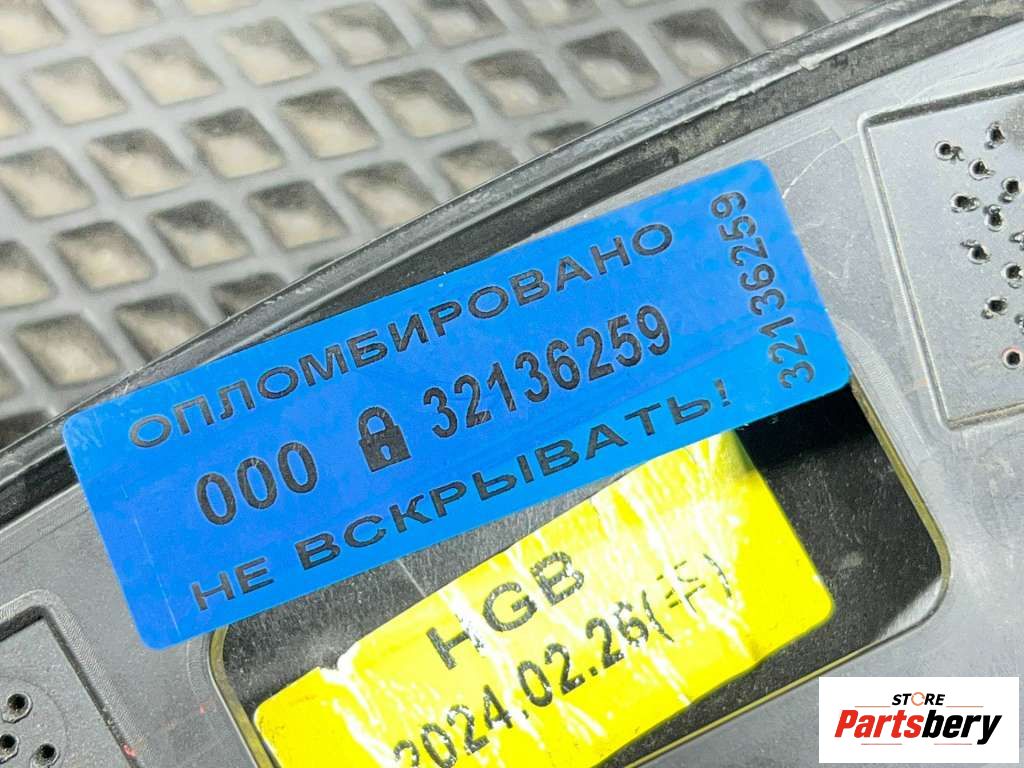 ОПЛОМБИРОВАНО
000 32136259
НЕ ВСКРЫВАТЬ!
32136259
HGB
2024.02.26
STORE
Partsbery